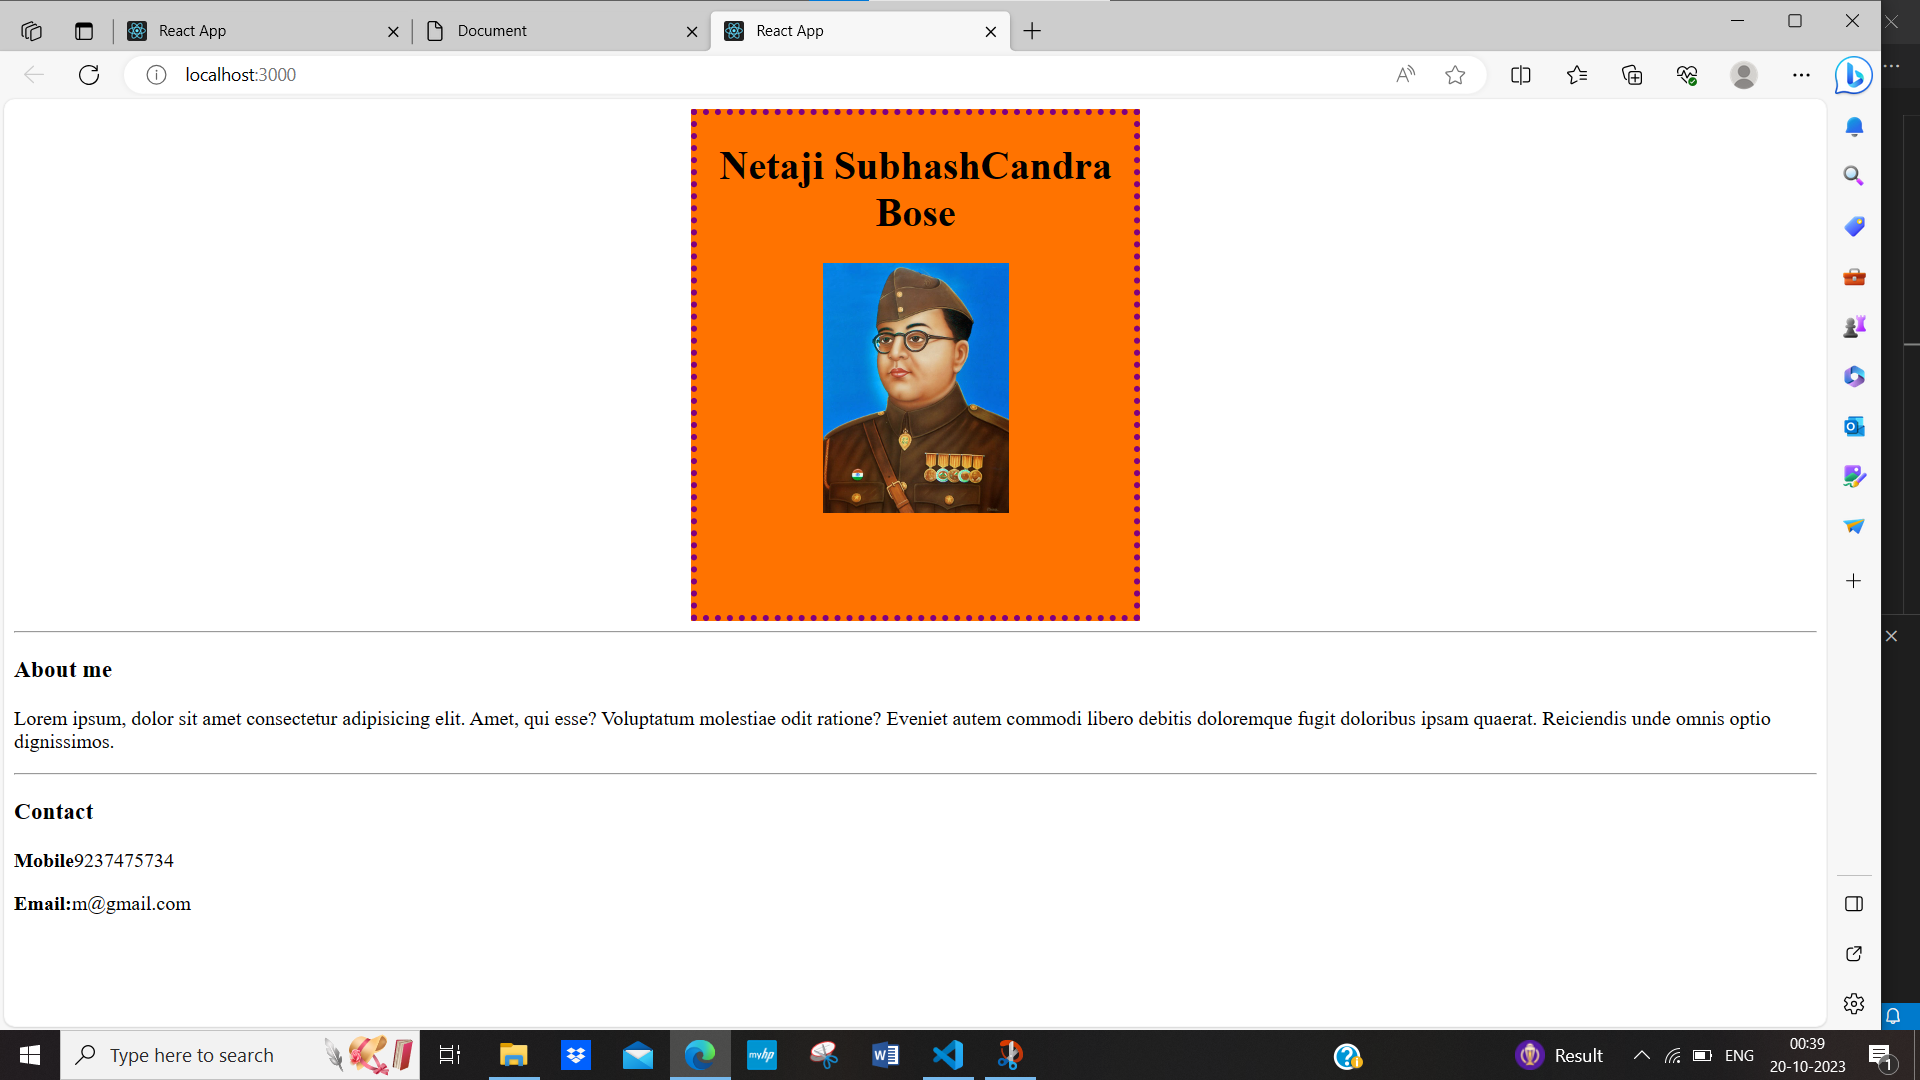 React App
Document
React App
localhost:3000
Netaji SubhashCandra
Bose
About me
Lorem ipsum, dolor sit amet consectetur adipisicing elit. Amet, qui esse? Voluptatum molestiae odit ratione? Eveniet autem commodi libero debitis doloremque fugit doloribus ipsam quaerat. Reiciendis unde omnis optio
dignissimos.
Contact
Mobile9237475734
Email:m@gmail.com
Type here to search
myhp
Result
ENG
00:39
20-10-2023
1